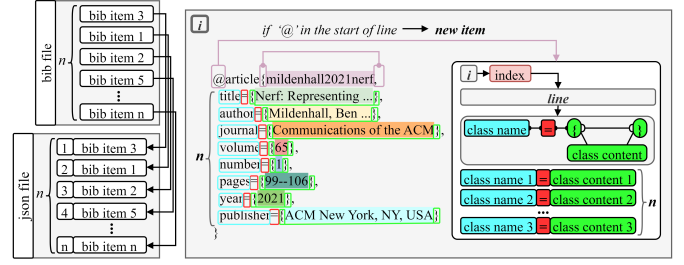 bib file
n
bib item 3
bib item 1
bib item 2
bib item 5
bib item n
json file
n
1 bib item 3
2 bib item 1
3 bib item 2
4 bib item 5
n bib item n
i
if ‘@’ in the start of line → new item
@article{mildenhall2021nerf,
title={Nerf: Representing ...},
author={Mildenhall, Ben ...},
journal={Communications of the ACM},
volume={65},
number={1},
pages={99--106},
year={2021},
publisher={ACM New York, NY, USA}
}
n
i index
line
class name = { }
class content
class name 1 = class content 1
class name 2 = class content 2
...
class name 3 = class content 3
n